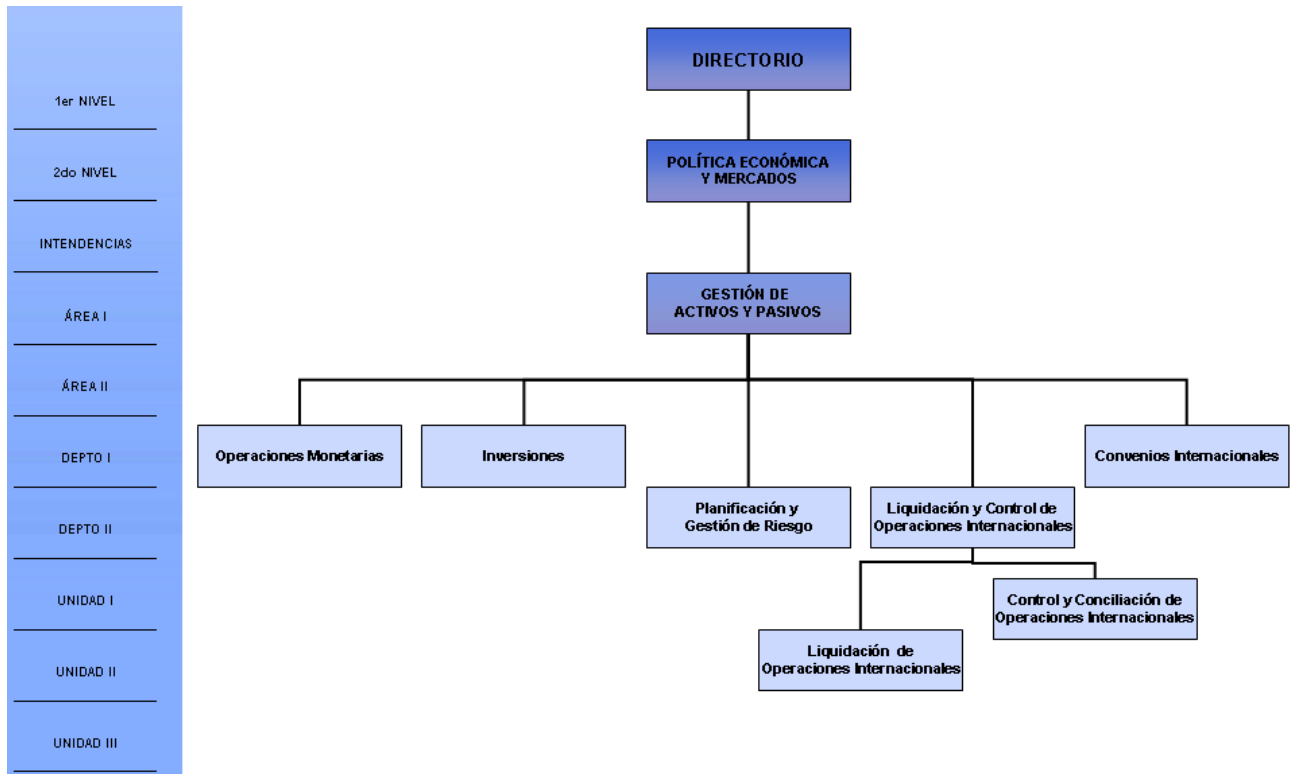 DIRECTORIO
1er NIVEL
POLÍTICA ECONÓMICA
Y MERCADOS
2do NIVEL
INTENDENCIAS
GESTIÓN DE
ACTIVOS Y PASIVOS
ÁREA I
ÁREA II
DEPTO I
Operaciones Monetarias
Inversiones
Convenios Internacionales
DEPTO II
Planificación y
Gestión de Riesgo
Liquidación y Control de
Operaciones Internacionales
UNIDAD I
Control y Conciliación de
Operaciones Internacionales
UNIDAD II
Liquidación de
Operaciones Internacionales
UNIDAD III